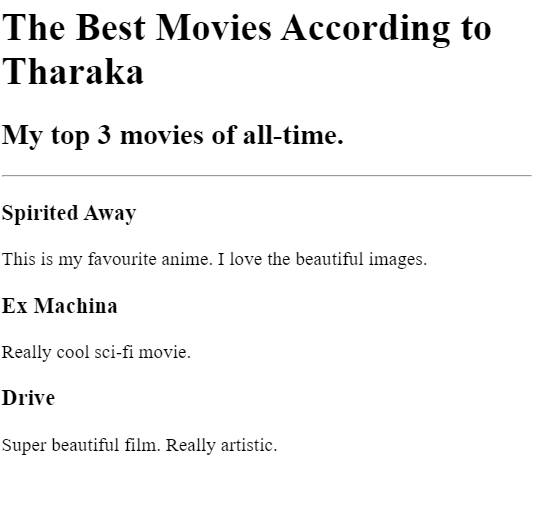 The Best Movies According to
Tharaka
My top 3 movies of all-time.
Spirited Away
This is my favourite anime. I love the beautiful images.
Ex Machina
Really cool sci-fi movie.
Drive
Super beautiful film. Really artistic.